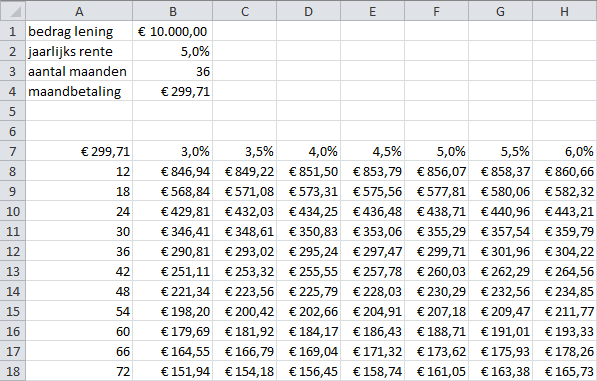 A B C D E F G H
1 bedrag lening € 10.000,00
2 jaarlijks rente 5,0%
3 aantal maanden 36
4 maandbetaling € 299,71
5
6
7 € 299,71 3,0% 3,5% 4,0% 4,5% 5,0% 5,5% 6,0%
8 12 € 846,94 € 849,22 € 851,50 € 853,79 € 856,07 € 858,37 € 860,66
9 18 € 568,84 € 571,08 € 573,31 € 575,56 € 577,81 € 580,06 € 582,32
10 24 € 429,81 € 432,03 € 434,25 € 436,48 € 438,71 € 440,96 € 443,21
11 30 € 346,41 € 348,61 € 350,83 € 353,06 € 355,29 € 357,54 € 359,79
12 36 € 290,81 € 293,02 € 295,24 € 297,47 € 299,71 € 301,96 € 304,22
13 42 € 251,11 € 253,32 € 255,55 € 257,78 € 260,03 € 262,29 € 264,56
14 48 € 221,34 € 223,56 € 225,79 € 228,03 € 230,29 € 232,56 € 234,85
15 54 € 198,20 € 200,42 € 202,66 € 204,91 € 207,18 € 209,47 € 211,77
16 60 € 179,69 € 181,92 € 184,17 € 186,43 € 188,71 € 191,01 € 193,33
17 66 € 164,55 € 166,79 € 169,04 € 171,32 € 173,62 € 175,93 € 178,26
18 72 € 151,94 € 154,18 € 156,45 € 158,74 € 161,05 € 163,38 € 165,73